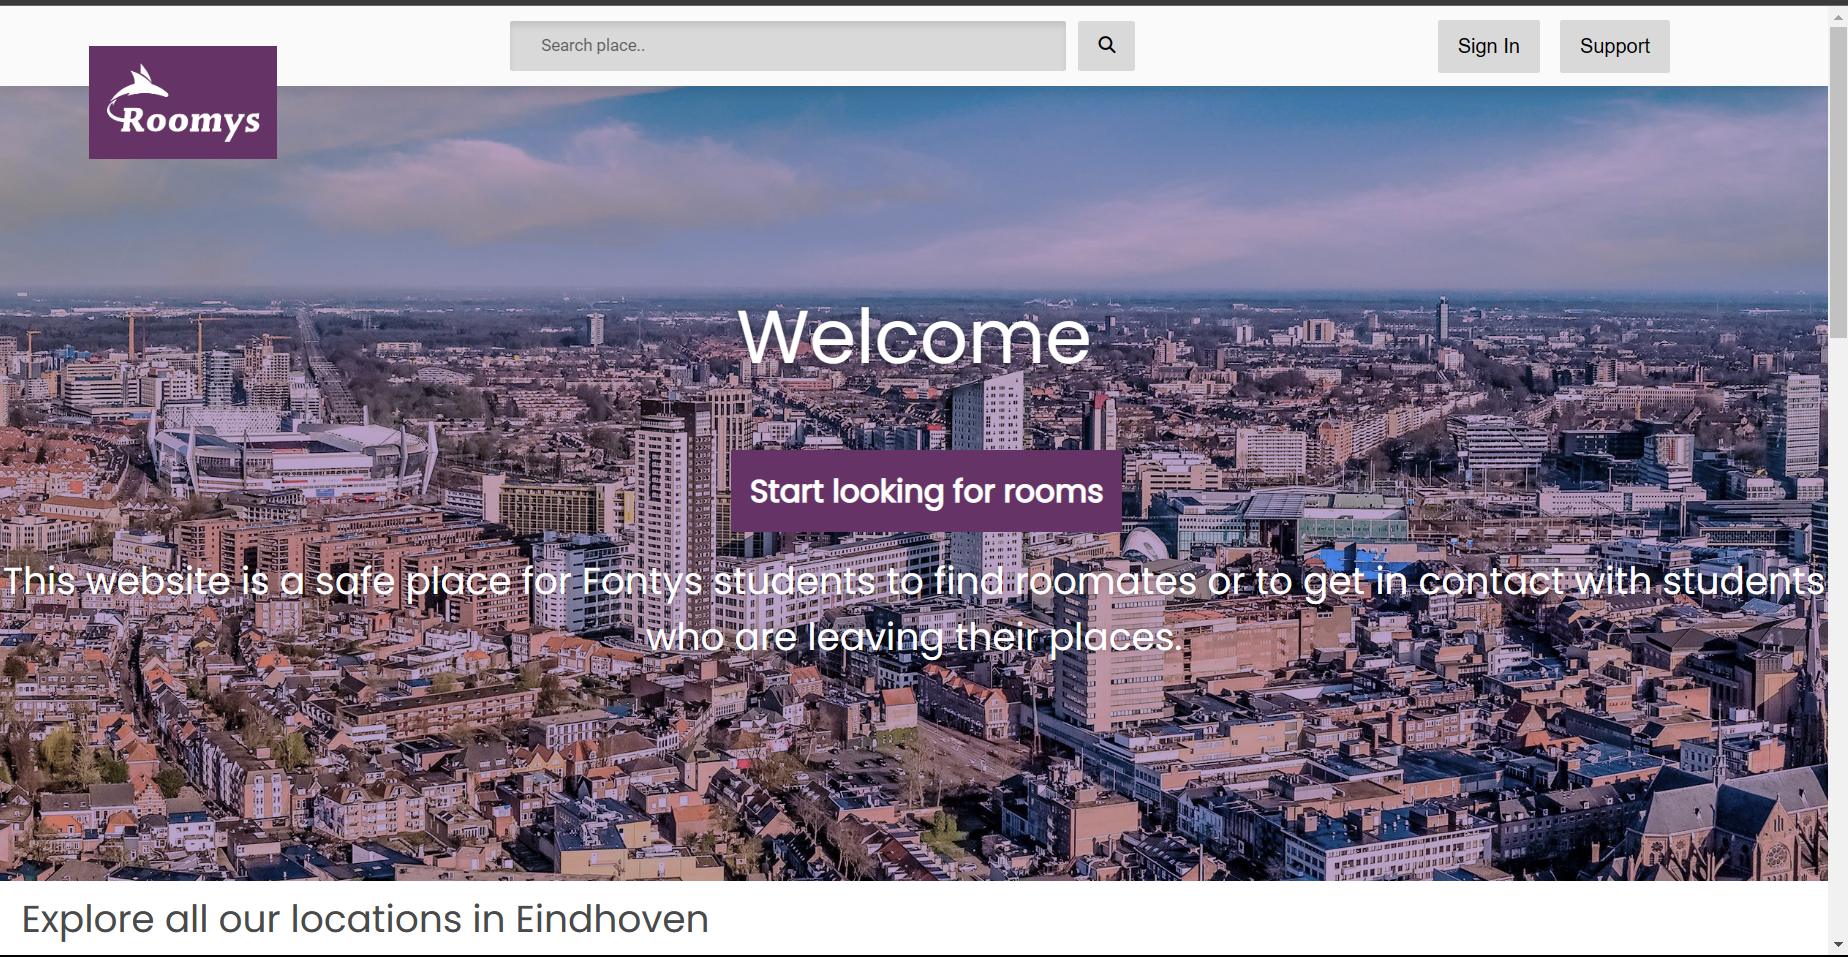 Search place..
Sign In
Support
Roomys
Welcome
Start looking for rooms
This website is a safe place for Fontys students to find roomates or to get in contact with students
who are leaving their places.
Explore all our locations in Eindhoven